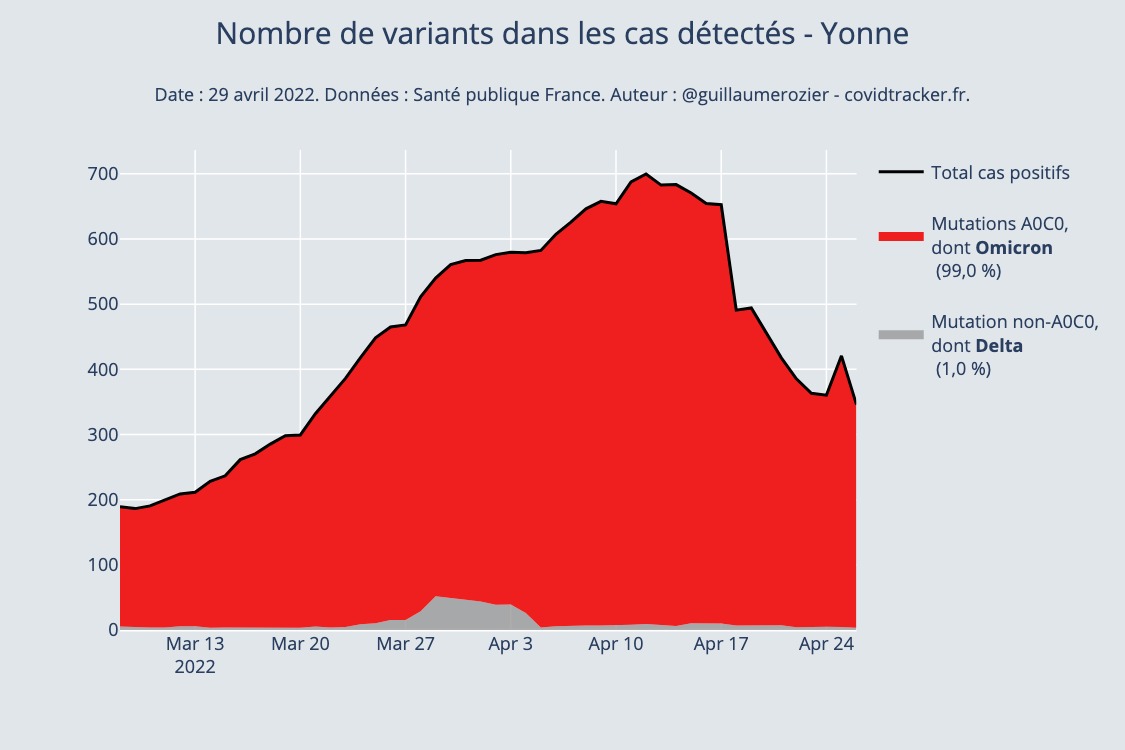 Nombre de variants dans les cas détectés - Yonne
Date : 29 avril 2022. Données : Santé publique France. Auteur : @guillaumerozier - covidtracker.fr.
700
600
500
400
300
200
100
0
Mar 13
2022
Mar 20
Mar 27
Apr 3
Apr 10
Apr 17
Apr 24
Total cas positifs
Mutations A0C0,
dont Omicron
(99,0 %)
Mutation non-A0C0,
dont Delta
(1,0 %)